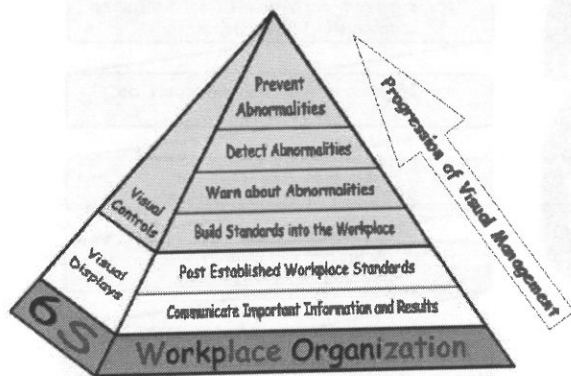 Prevent
Abnormalities
Detect Abnormalities
Warn about Abnormalities
Build Standards into the Workplace
Post Established Workplace Standards
Communicate Important Information and Results
Workplace Organization
Visual
Controls
Visual
Displays
6S
Progression of Visual Management